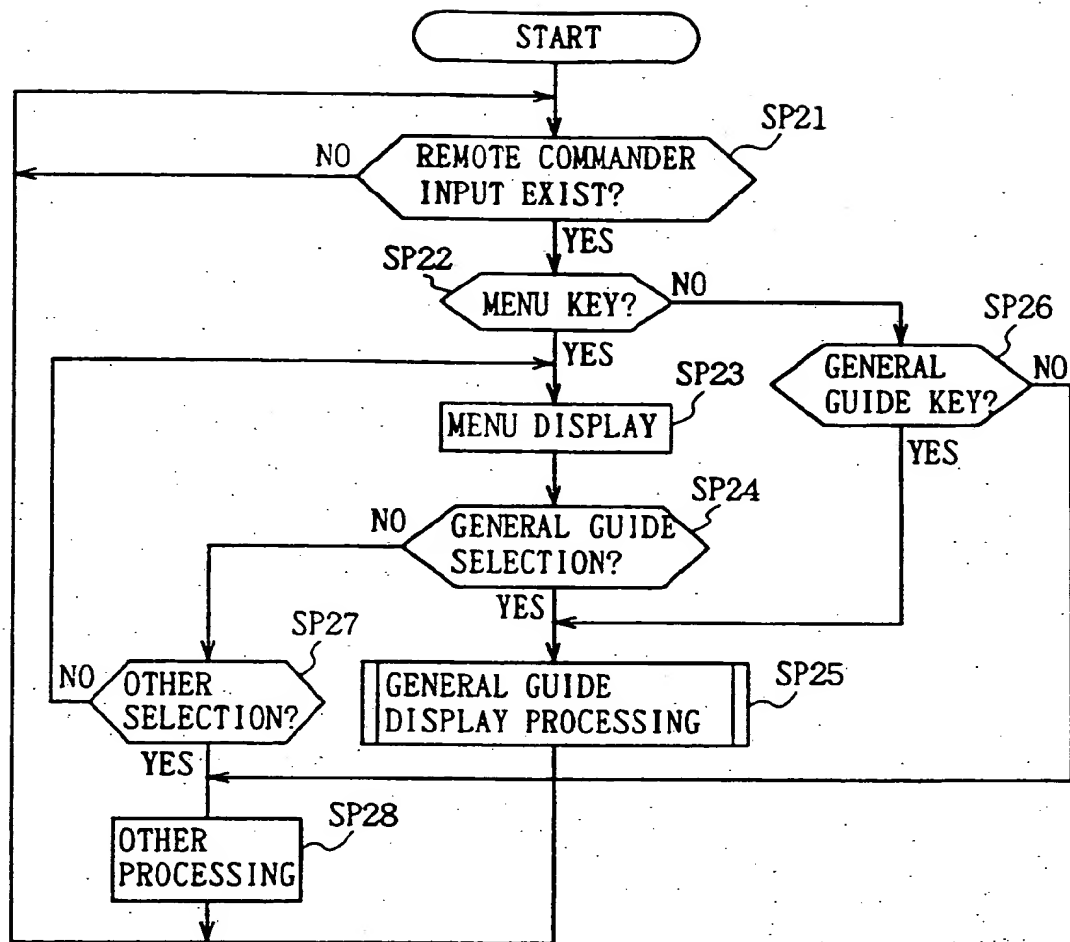 START
SP21
NO
REMOTE COMMANDER
INPUT EXIST?
YES
SP22
MENU KEY?
NO
SP26
YES
GENERAL
GUIDE KEY?
NO
SP23
MENU DISPLAY
YES
SP24
NO
GENERAL GUIDE
SELECTION?
YES
SP27
NO
OTHER
SELECTION?
GENERAL GUIDE
DISPLAY PROCESSING
SP25
YES
SP28
OTHER
PROCESSING